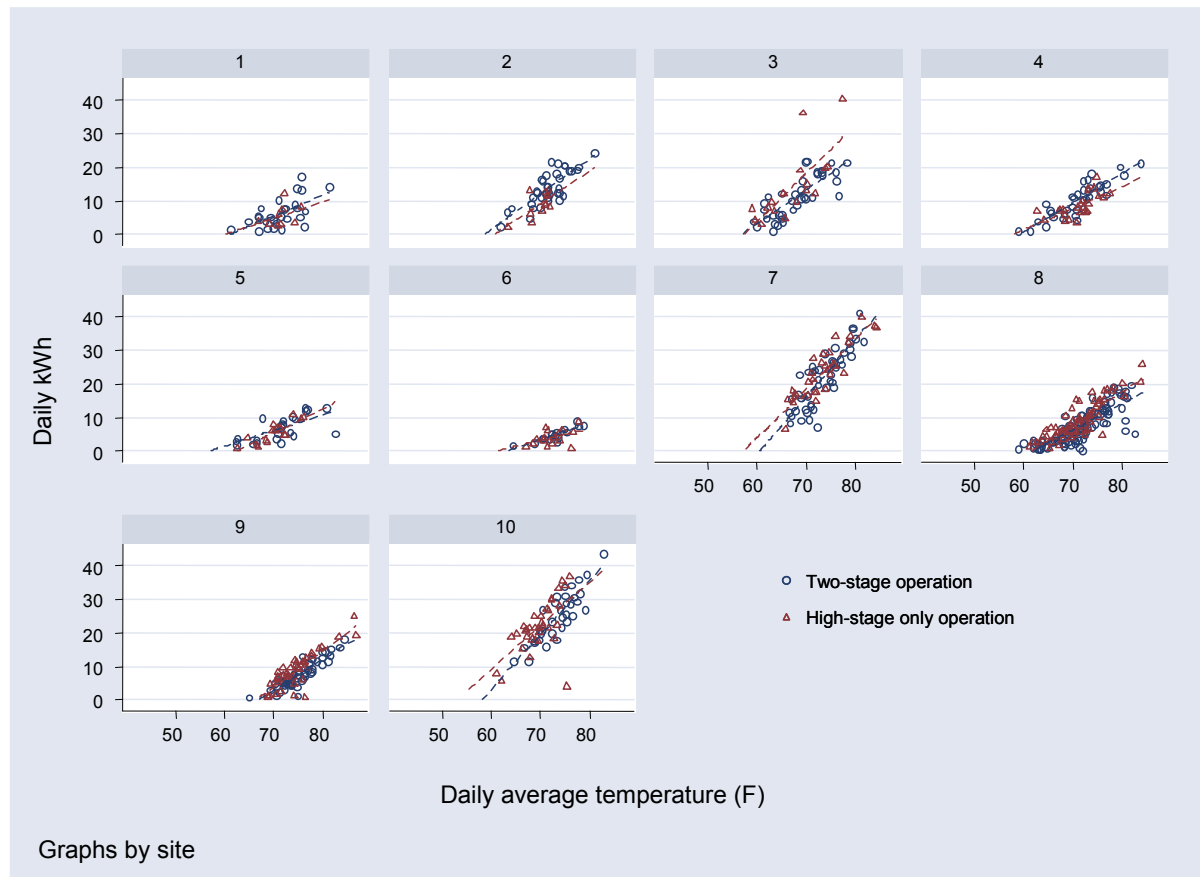 1 2 3 4
40
30
20
10
0
5 6 7 8
40
30
20
10
0
50 60 70 80 50 60 70 80
9 10
40
30
20
10
0
50 60 70 80 50 60 70 80
Daily kWh
Two-stage operation
High-stage only operation
Daily average temperature (F)
Graphs by site